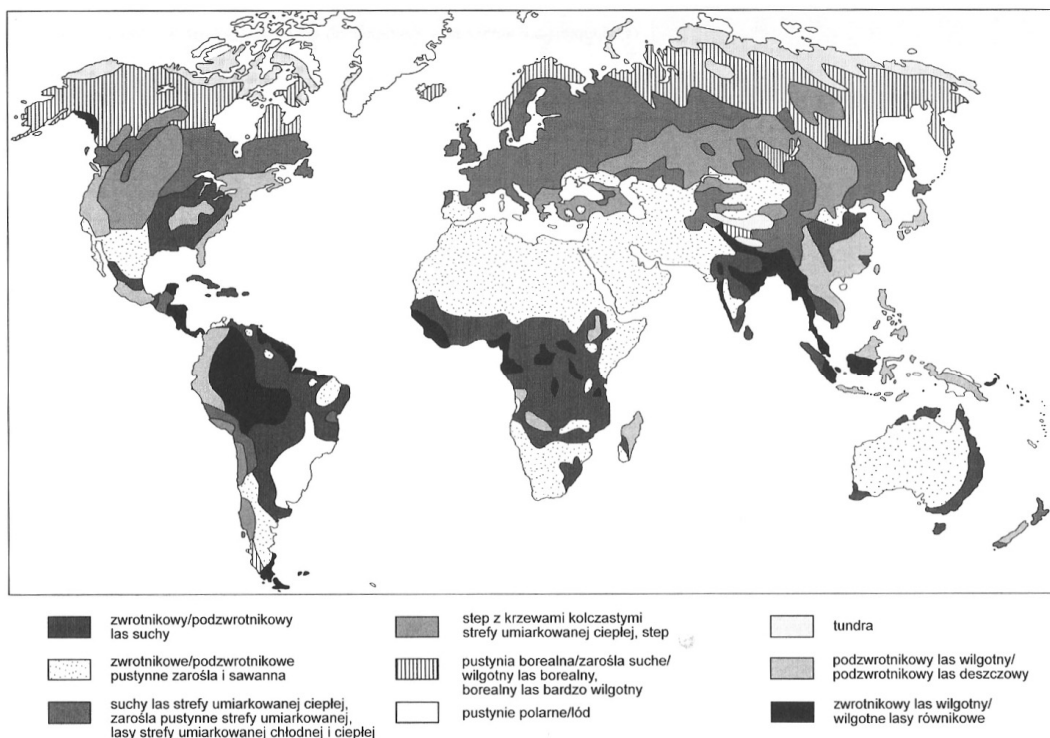 zwrotnikowy/podzwrotnikowy
las suchy
zwrotnikowe/podzwrotnikowe
pustynne zarośla i sawanna
suchy las strefy umiarkowanej ciepłej,
zarośla pustynne strefy umiarkowanej,
lasy strefy umiarkowanej chłodnej i ciepłej
step z krzewami kolczastymi
strefy umiarkowanej ciepłej, step
pustynia borealna/zarośla suche/
wilgotny las borealny,
borealny las bardzo wilgotny
pustynie polarne/lód
tundra
podzwrotnikowy las wilgotny/
podzwrotnikowy las deszczowy
zwrotnikowy las wilgotny/
wilgotne lasy równikowe